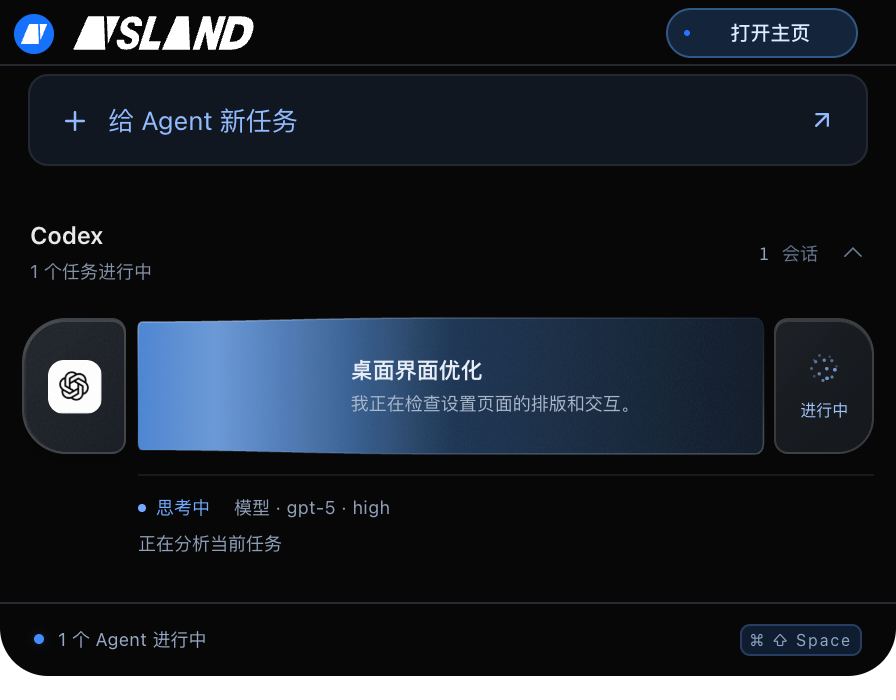 AISLAND
打开主页
给 Agent 新任务
Codex
1 个任务进行中
1 会话
桌面界面优化
我正在检查设置页面的排版和交互。
进行中
思考中 模型 · gpt-5 · high
正在分析当前任务
1 个 Agent 进行中
⌘ ⇧ Space